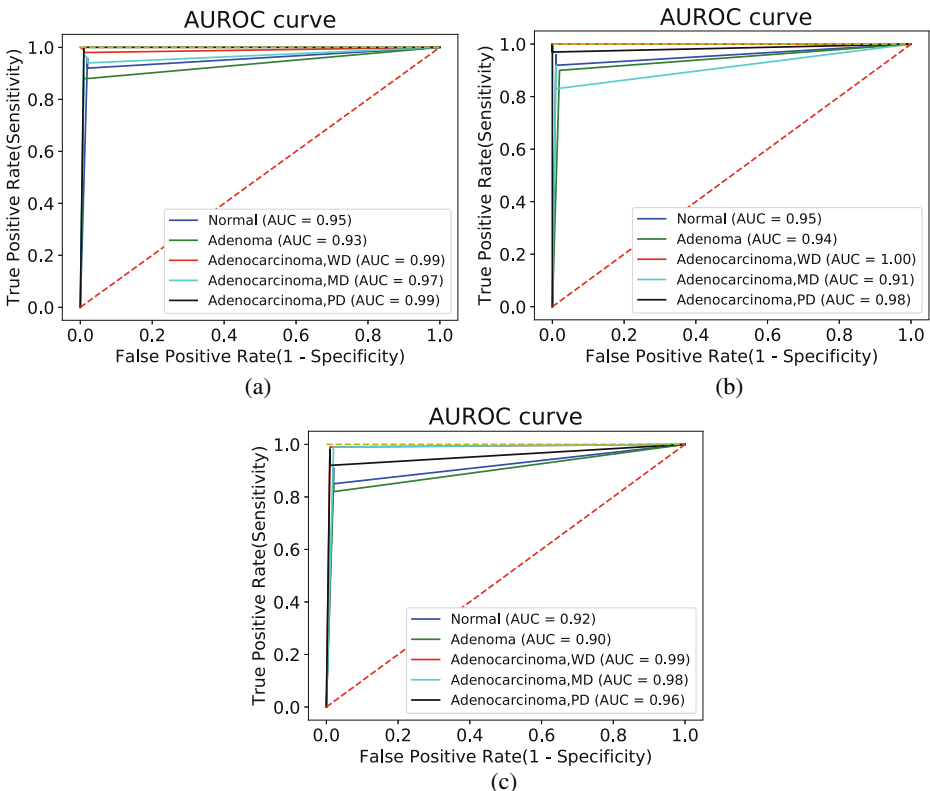 AUROC curve
True Positive Rate(Sensitivity)
1.0
0.8
0.6
0.4
0.2
0.0
Normal (AUC = 0.95)
Adenoma (AUC = 0.93)
Adenocarcinoma,WD (AUC = 0.99)
Adenocarcinoma,MD (AUC = 0.97)
Adenocarcinoma,PD (AUC = 0.99)
0.0 0.2 0.4 0.6 0.8 1.0
False Positive Rate(1 - Specificity)
(a)
AUROC curve
True Positive Rate(Sensitivity)
1.0
0.8
0.6
0.4
0.2
0.0
Normal (AUC = 0.95)
Adenoma (AUC = 0.94)
Adenocarcinoma,WD (AUC = 1.00)
Adenocarcinoma,MD (AUC = 0.91)
Adenocarcinoma,PD (AUC = 0.98)
0.0 0.2 0.4 0.6 0.8 1.0
False Positive Rate(1 - Specificity)
(b)
AUROC curve
True Positive Rate(Sensitivity)
1.0
0.8
0.6
0.4
0.2
0.0
Normal (AUC = 0.92)
Adenoma (AUC = 0.90)
Adenocarcinoma,WD (AUC = 0.99)
Adenocarcinoma,MD (AUC = 0.98)
Adenocarcinoma,PD (AUC = 0.96)
0.0 0.2 0.4 0.6 0.8 1.0
False Positive Rate(1 - Specificity)
(c)